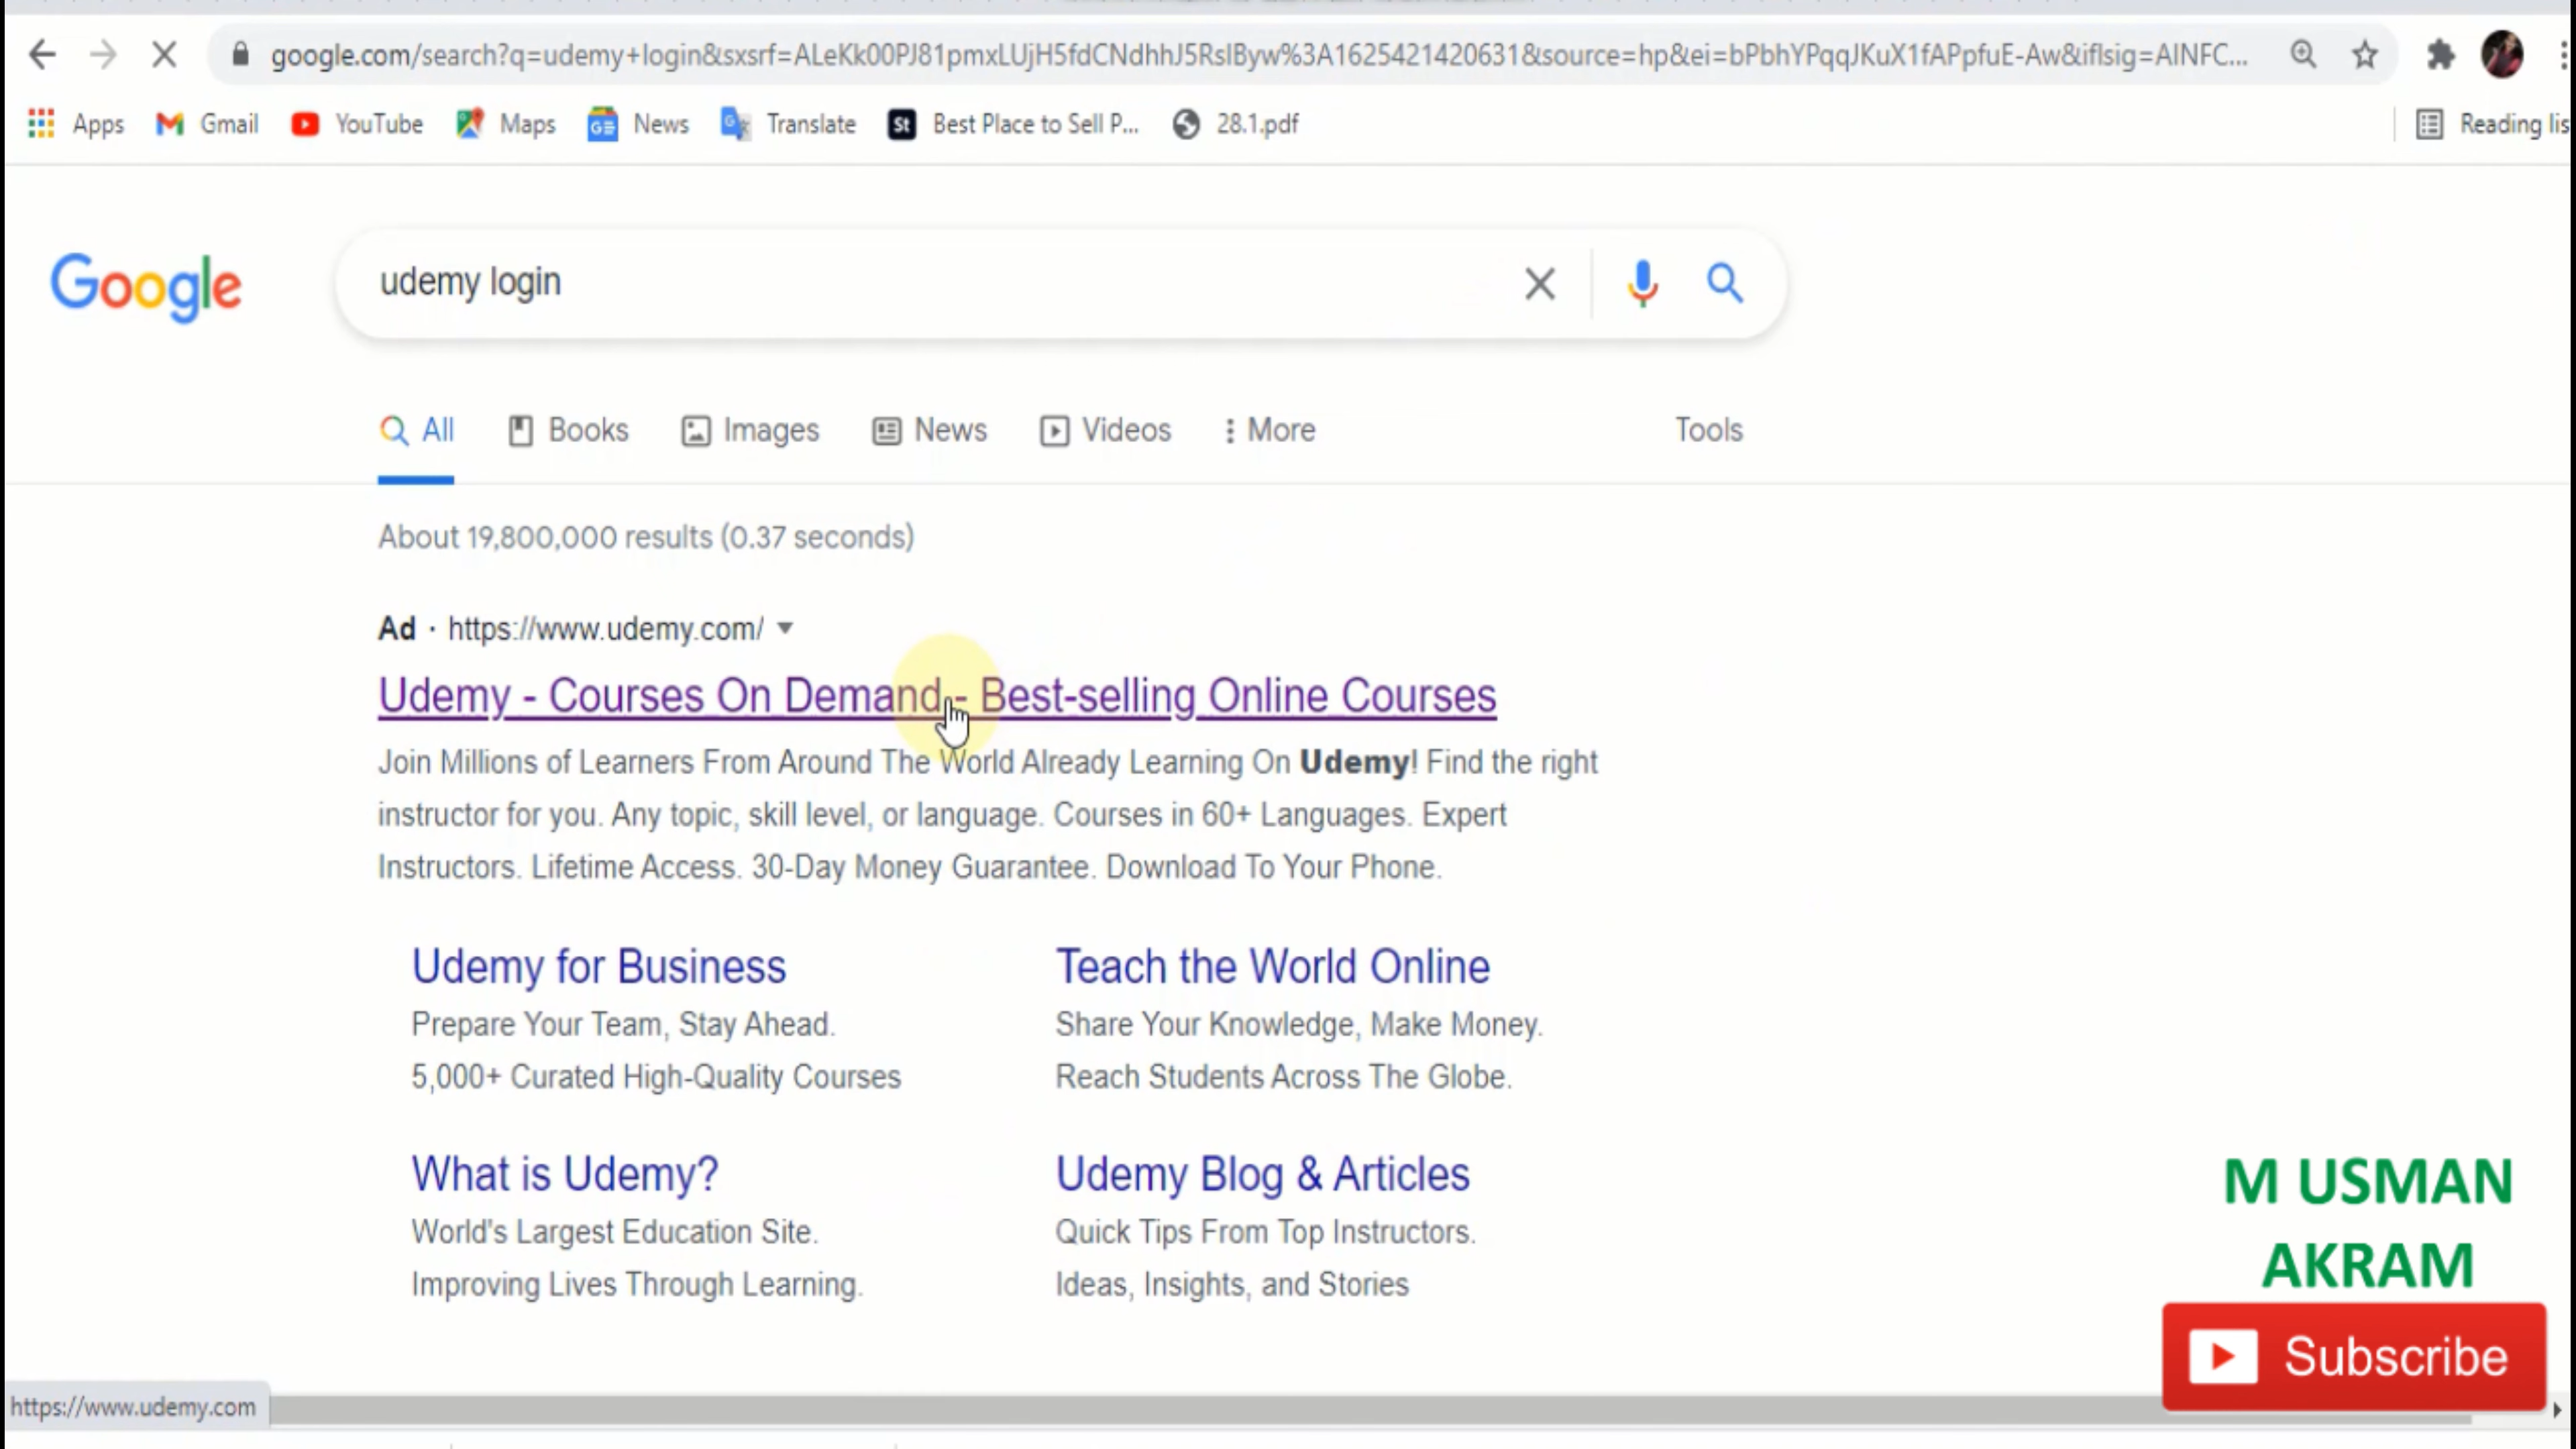 google.com/search?q=udemy+login&sxsrf=ALeKk00PJ81pmxLUjH5fdCNdhhJ5RslByw%3A1625421420631&source=hp&ei=bPbhYPqqJKuX1fAPpfuE-Aw&iflsig=AINFC...
Apps Gmail YouTube Maps News Translate St Best Place to Sell P... 28.1.pdf Reading lis
Google udemy login
All Books Images News Videos More Tools
About 19,800,000 results (0.37 seconds)
Ad · https://www.udemy.com/
Udemy - Courses On Demand - Best-selling Online Courses
Join Millions of Learners From Around The World Already Learning On Udemy! Find the right
instructor for you. Any topic, skill level, or language. Courses in 60+ Languages. Expert
Instructors. Lifetime Access. 30-Day Money Guarantee. Download To Your Phone.
Udemy for Business
Prepare Your Team, Stay Ahead.
5,000+ Curated High-Quality Courses
Teach the World Online
Share Your Knowledge, Make Money.
Reach Students Across The Globe.
What is Udemy?
World's Largest Education Site.
Improving Lives Through Learning.
Udemy Blog & Articles
Quick Tips From Top Instructors.
Ideas, Insights, and Stories
M USMAN
AKRAM
Subscribe
https://www.udemy.com